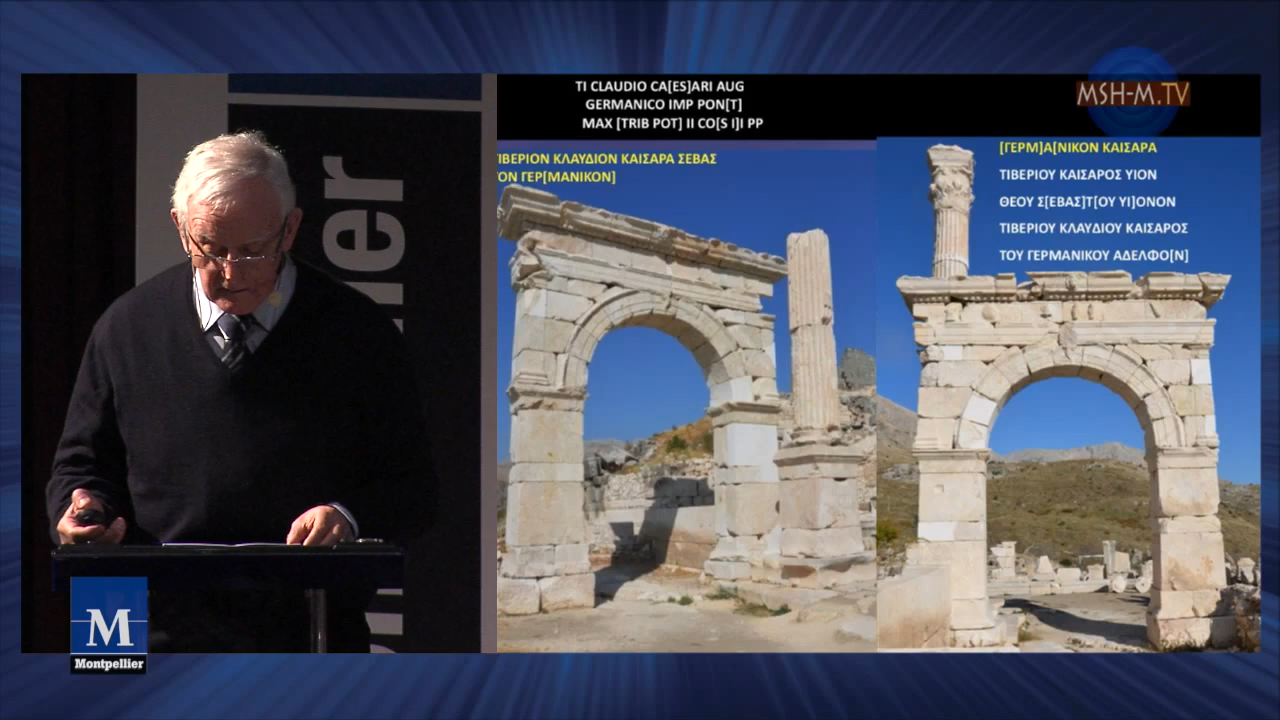 TI CLAUDIO CA[ES]ARI AUG
GERMANICO IMP PON[T]
MAX [TRIB POT] II CO[S I]I PP
MSH-M.TV
ΤΙΒΕΡΙΟΝ ΚΛΑΥΔΙΟΝ ΚΑΙΣΑΡΑ ΣΕΒΑΣ
ΤΟΝ ΓΕΡ[ΜΑΝΙΚΟΝ]
[ΓΕΡΜ]Α[ΝΙΚΟΝ ΚΑΙΣΑΡΑ
ΤΙΒΕΡΙΟΥ ΚΑΙΣΑΡΟΣ ΥΙΟΝ
ΘΕΟΥ Σ[ΕΒΑΣ]Τ[ΟΥ ΥΙ]ΟΝΟΝ
ΤΙΒΕΡΙΟΥ ΚΛΑΥΔΙΟΥ ΚΑΙΣΑΡΟΣ
ΤΟΥ ΓΕΡΜΑΝΙΚΟΥ ΑΔΕΛΦΟ[Ν]
M
Montpellier